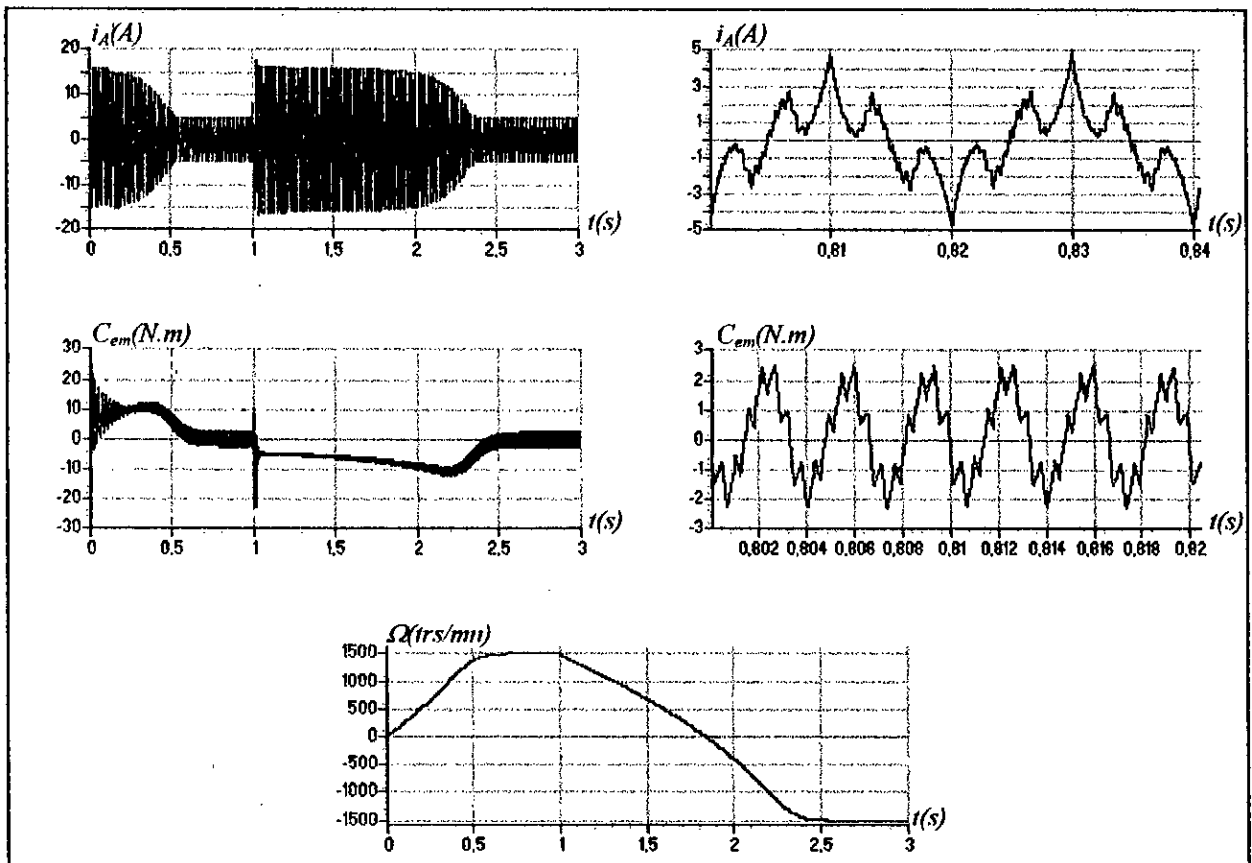 i_A(A)
20
10
0
-10
-20
0 0,5 1 1,5 2 2,5 3
t(s)
i_A(A)
5
3
1
-1
-3
-5
0,81 0,82 0,83 0,84
t(s)
C_em(N.m)
30
20
10
0
-10
-20
-30
0 0,5 1 1,5 2 2,5 3
t(s)
C_em(N.m)
3
2
1
0
-1
-2
-3
0,802 0,804 0,806 0,808 0,81 0,812 0,814 0,816 0,818 0,82
t(s)
Ω(trs/mn)
1500
1000
500
0
-500
-1000
-1500
0 0,5 1 1,5 2 2,5 3
t(s)